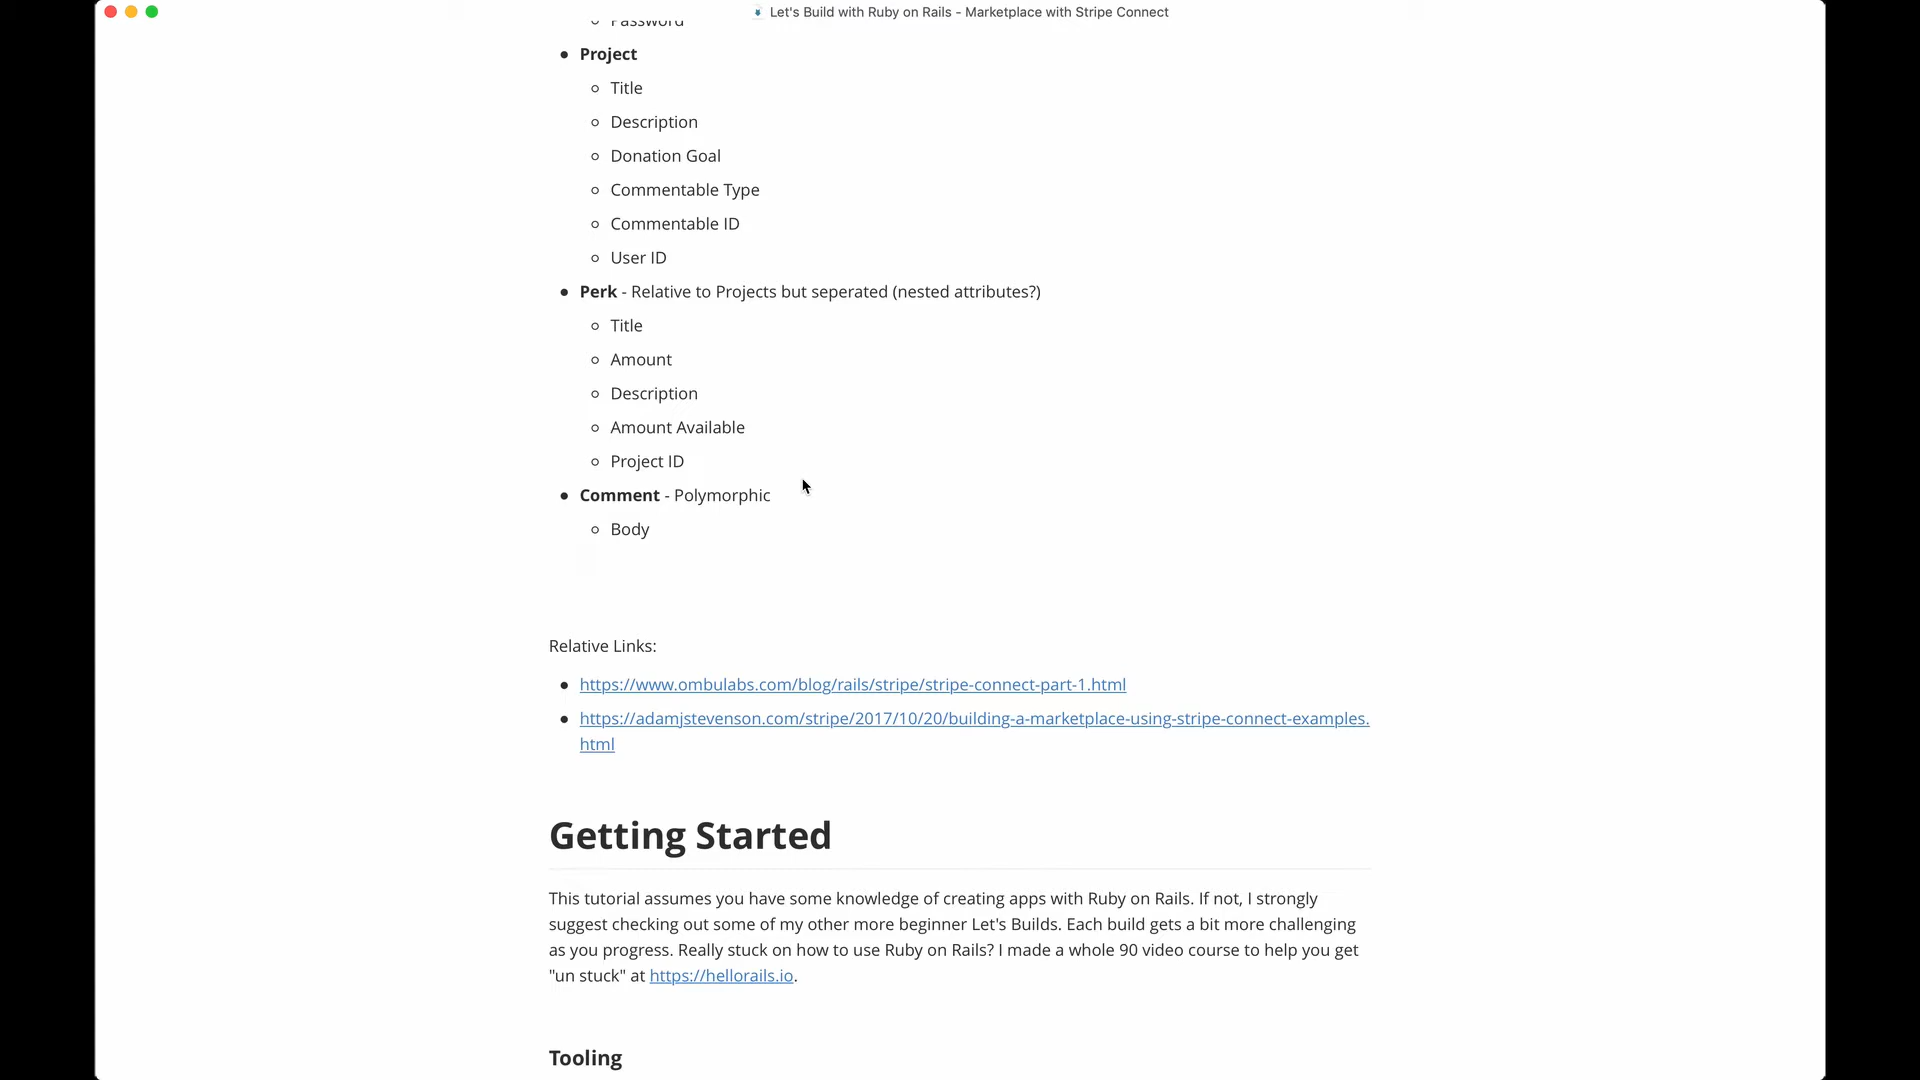 Let's Build with Ruby on Rails - Marketplace with Stripe Connect
Password
Project
Title
Description
Donation Goal
Commentable Type
Commentable ID
User ID
Perk - Relative to Projects but seperated (nested attributes?)
Title
Amount
Description
Amount Available
Project ID
Comment - Polymorphic
Body
Relative Links:
https://www.ombulabs.com/blog/rails/stripe/stripe-connect-part-1.html
https://adamjstevenson.com/stripe/2017/10/20/building-a-marketplace-using-stripe-connect-examples.
html
Getting Started
This tutorial assumes you have some knowledge of creating apps with Ruby on Rails. If not, I strongly
suggest checking out some of my other more beginner Let's Builds. Each build gets a bit more challenging
as you progress. Really stuck on how to use Ruby on Rails? I made a whole 90 video course to help you get
"un stuck" at https://hellorails.io.
Tooling